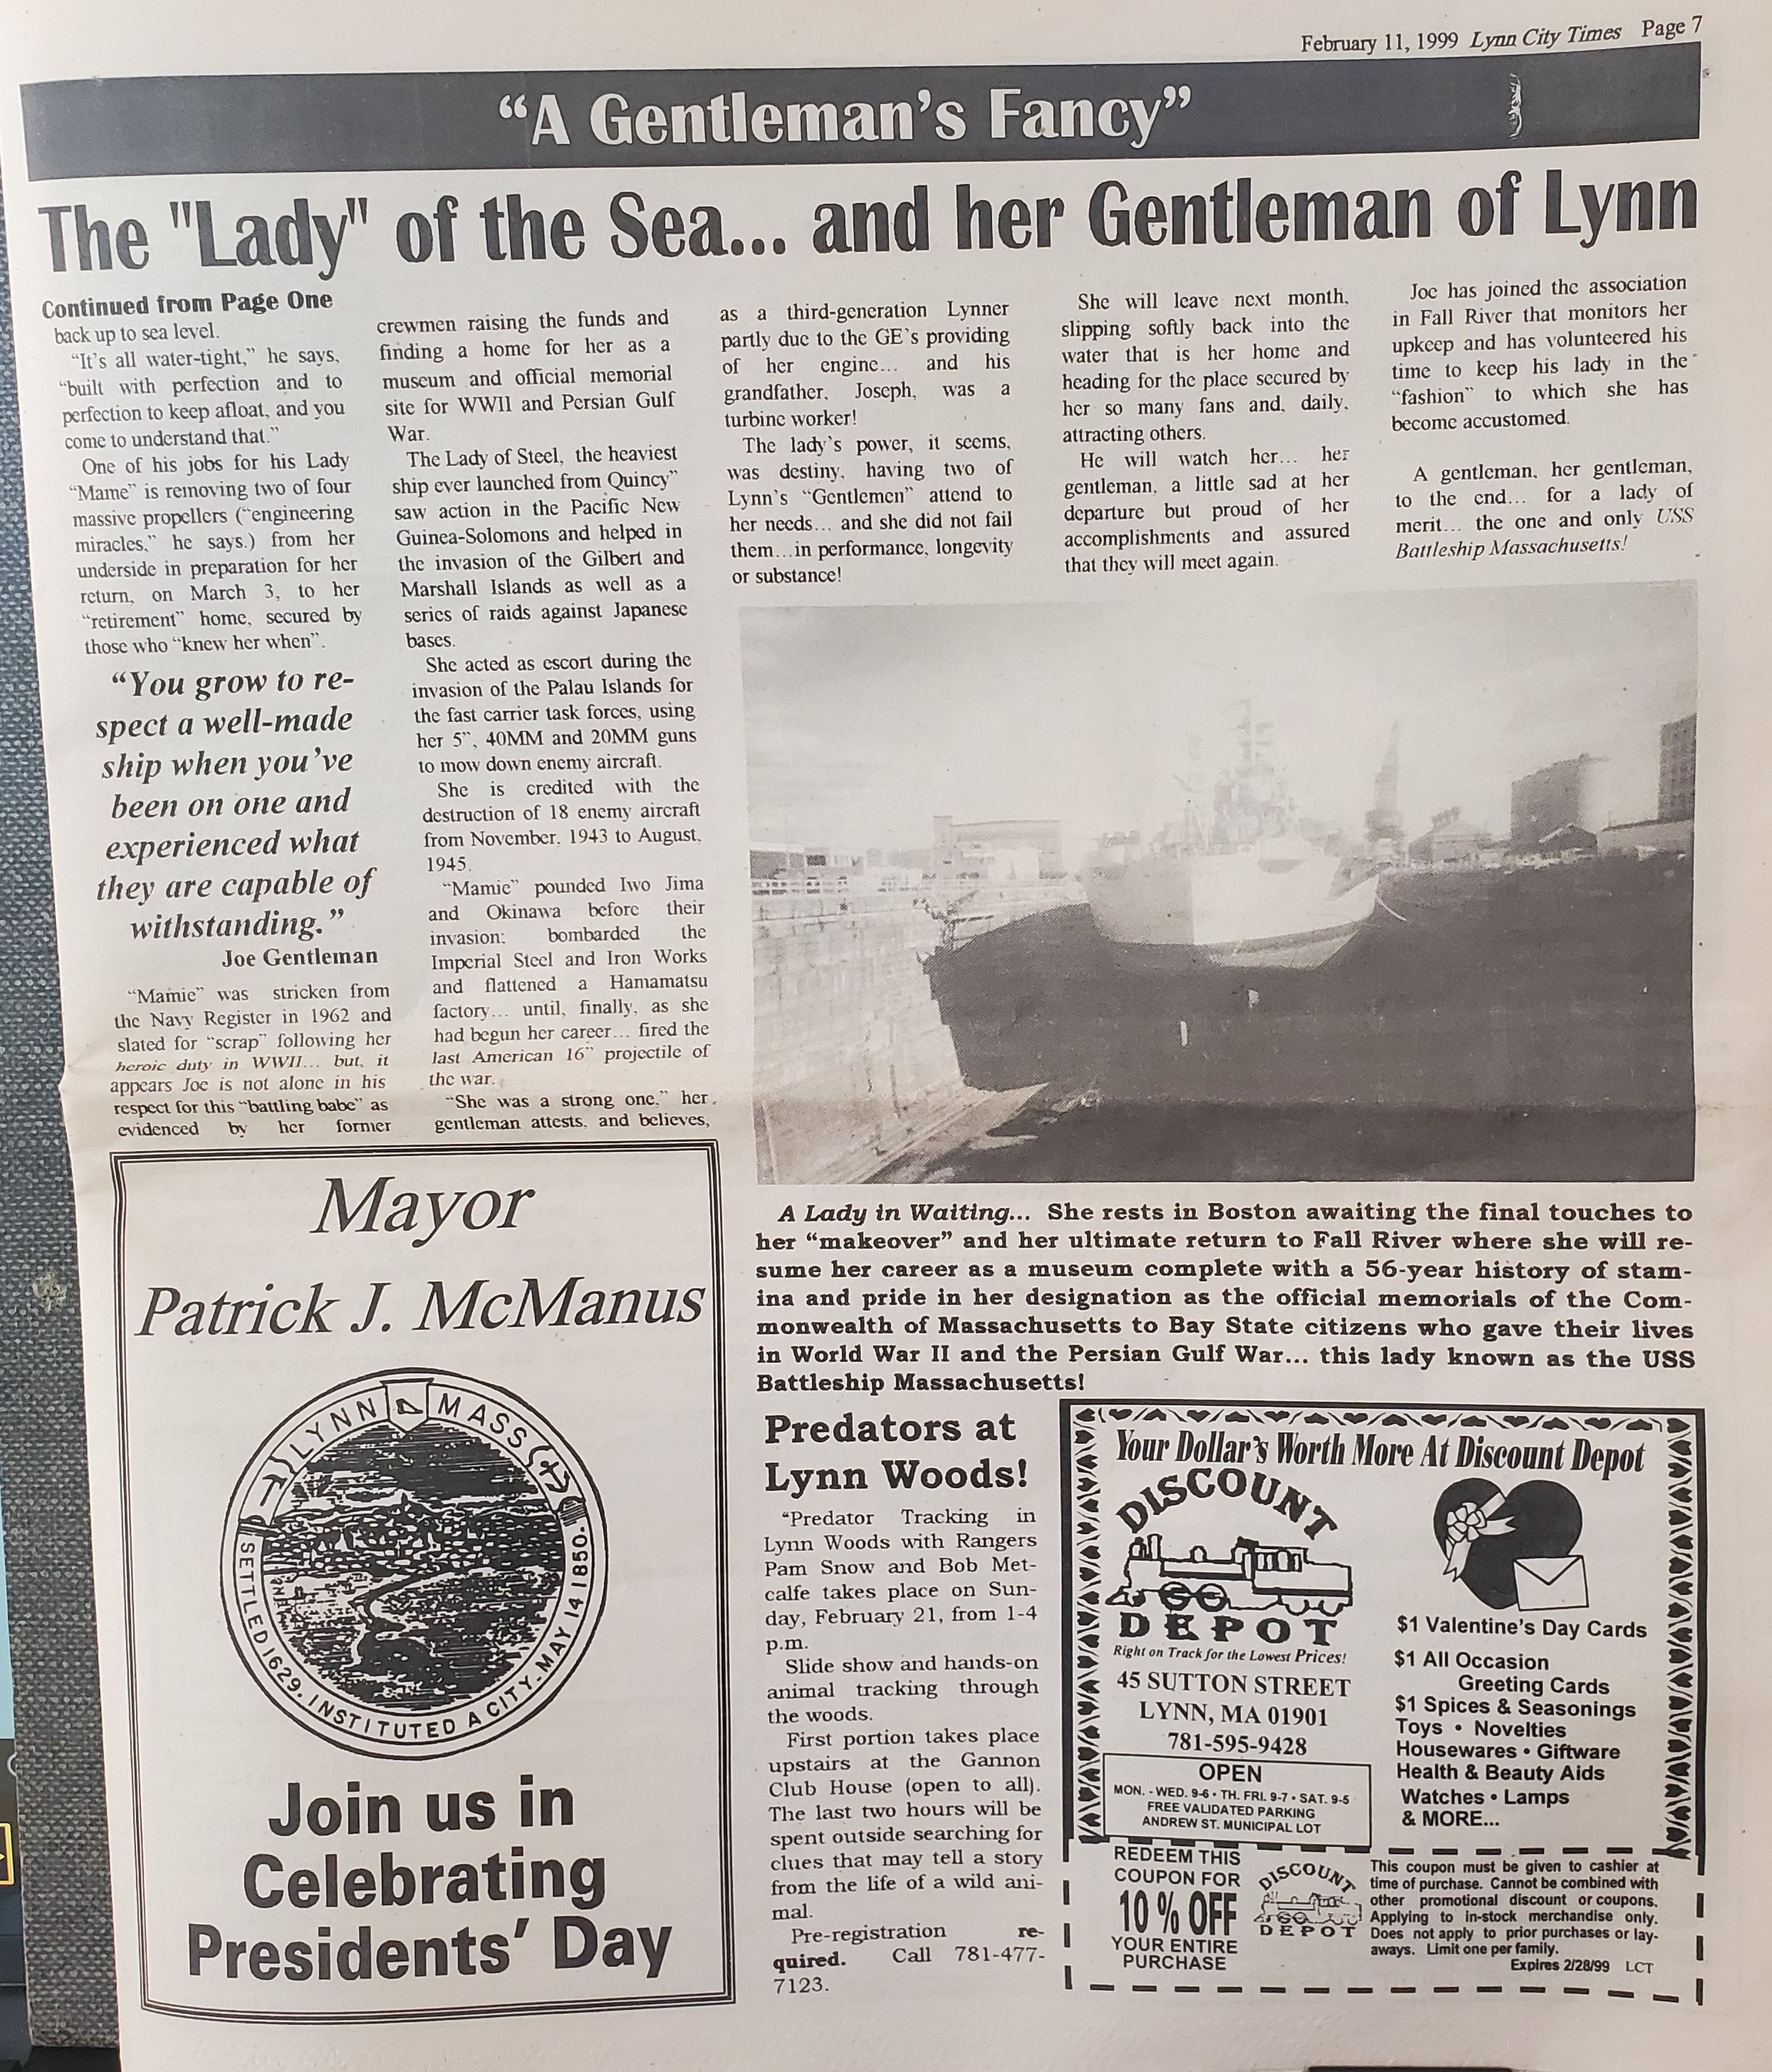 February 11, 1999 Lynn City Times Page 7
“A Gentleman’s Fancy”
The "Lady" of the Sea... and her Gentleman of Lynn
Continued from Page One
back up to sea level.
“It’s all water-tight,” he says,
“built with perfection and to
perfection to keep afloat, and you
come to understand that.”
One of his jobs for his Lady
“Mame” is removing two of four
massive propellers (“engineering
miracles,” he says.) from her
underside in preparation for her
return, on March 3, to her
“retirement” home, secured by
those who “knew her when”.
“You grow to re-
spect a well-made
ship when you’ve
been on one and
experienced what
they are capable of
withstanding.”
Joe Gentleman
“Mamie” was stricken from
the Navy Register in 1962 and
slated for “scrap” following her
heroic duty in WWII... but, it
appears Joe is not alone in his
respect for this “battling babe” as
evidenced by her former
crewmen raising the funds and
finding a home for her as a
museum and official memorial
site for WWII and Persian Gulf
War.
The Lady of Steel, the heaviest
ship ever launched from Quincy”
saw action in the Pacific New
Guinea-Solomons and helped in
the invasion of the Gilbert and
Marshall Islands as well as a
series of raids against Japanese
bases.
She acted as escort during the
invasion of the Palau Islands for
the fast carrier task forces, using
her 5”, 40MM and 20MM guns
to mow down enemy aircraft.
She is credited with the
destruction of 18 enemy aircraft
from November, 1943 to August,
1945.
“Mamie” pounded Iwo Jima
and Okinawa before their
invasion; bombarded the
Imperial Steel and Iron Works
and flattened a Hamamatsu
factory... until, finally, as she
had begun her career... fired the
last American 16” projectile of
the war.
“She was a strong one,” her
gentleman attests, and believes,
as a third-generation Lynner
partly due to the GE’s providing
of her engine... and his
grandfather, Joseph, was a
turbine worker!
The lady’s power, it seems,
was destiny, having two of
Lynn’s “Gentlemen” attend to
her needs... and she did not fail
them...in performance, longevity
or substance!
She will leave next month,
slipping softly back into the
water that is her home and
heading for the place secured by
her so many fans and, daily,
attracting others.
He will watch her... her
gentleman, a little sad at her
departure but proud of her
accomplishments and assured
that they will meet again.
Joe has joined the association
in Fall River that monitors her
upkeep and has volunteered his
time to keep his lady in the
“fashion” to which she has
become accustomed.
A gentleman, her gentleman,
to the end... for a lady of
merit... the one and only USS
Battleship Massachusetts!
A Lady in Waiting... She rests in Boston awaiting the final touches to
her “makeover” and her ultimate return to Fall River where she will re-
sume her career as a museum complete with a 56-year history of stam-
ina and pride in her designation as the official memorials of the Com-
monwealth of Massachusetts to Bay State citizens who gave their lives
in World War II and the Persian Gulf War... this lady known as the USS
Battleship Massachusetts!
Mayor
Patrick J. McManus
LYNN MASS
SETTLED 1629. INSTITUTED A CITY. MAY 14 1850.
Join us in
Celebrating
Presidents’ Day
Predators at
Lynn Woods!
“Predator Tracking in
Lynn Woods with Rangers
Pam Snow and Bob Met-
calfe takes place on Sun-
day, February 21, from 1-4
p.m.
Slide show and hands-on
animal tracking through
the woods.
First portion takes place
upstairs at the Gannon
Club House (open to all).
The last two hours will be
spent outside searching for
clues that may tell a story
from the life of a wild ani-
mal.
Pre-registration re-
quired. Call 781-477-
7123.
Your Dollar’s Worth More At Discount Depot
DISCOUNT
DEPOT
Right on Track for the Lowest Prices!
45 SUTTON STREET
LYNN, MA 01901
781-595-9428
OPEN
MON. - WED. 9-6 • TH. FRI. 9-7 • SAT. 9-5
FREE VALIDATED PARKING
ANDREW ST. MUNICIPAL LOT
$1 Valentine’s Day Cards
$1 All Occasion
Greeting Cards
$1 Spices & Seasonings
Toys • Novelties
Housewares • Giftware
Health & Beauty Aids
Watches • Lamps
& MORE...
REDEEM THIS
COUPON FOR
10 % OFF
YOUR ENTIRE
PURCHASE
DISCOUNT
DEPOT
This coupon must be given to cashier at
time of purchase. Cannot be combined with
other promotional discount or coupons.
Applying to in-stock merchandise only.
Does not apply to prior purchases or lay-
aways. Limit one per family.
Expires 2/28/99 LCT